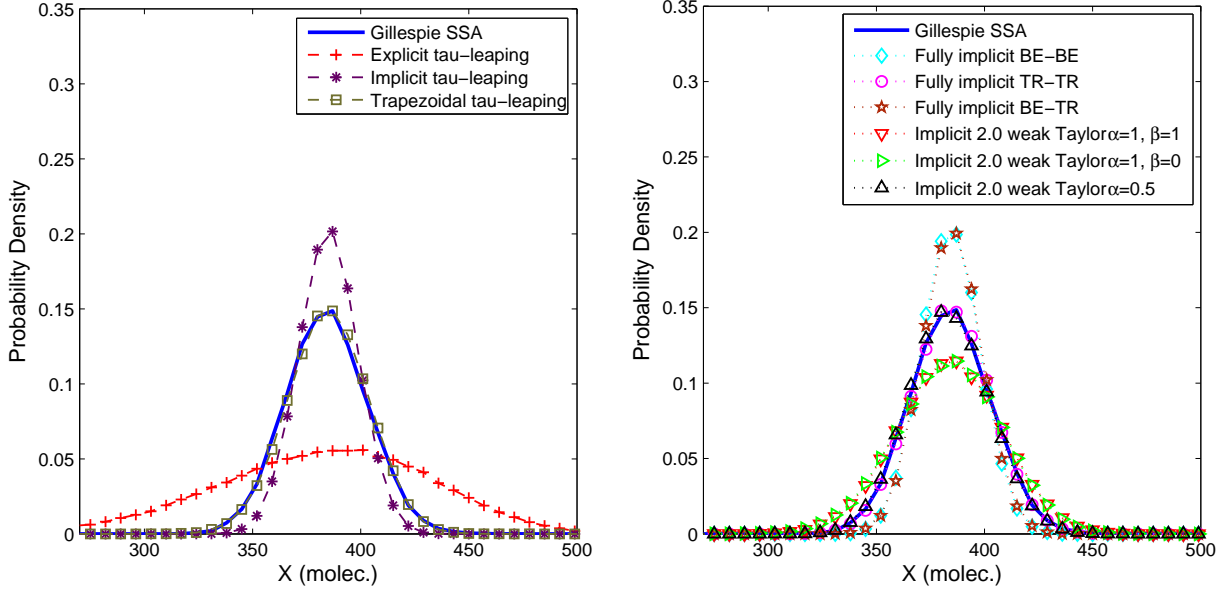 0.35
0.3
0.25
0.2
0.15
0.1
0.05
0
300
350
400
450
500
X (molec.)
Probability Density
Gillespie SSA
Explicit tau−leaping
Implicit tau−leaping
Trapezoidal tau−leaping
0.35
0.3
0.25
0.2
0.15
0.1
0.05
0
300
350
400
450
500
X (molec.)
Probability Density
Gillespie SSA
Fully implicit BE−BE
Fully implicit TR−TR
Fully implicit BE−TR
Implicit 2.0 weak Taylorα=1, β=1
Implicit 2.0 weak Taylorα=1, β=0
Implicit 2.0 weak Taylorα=0.5